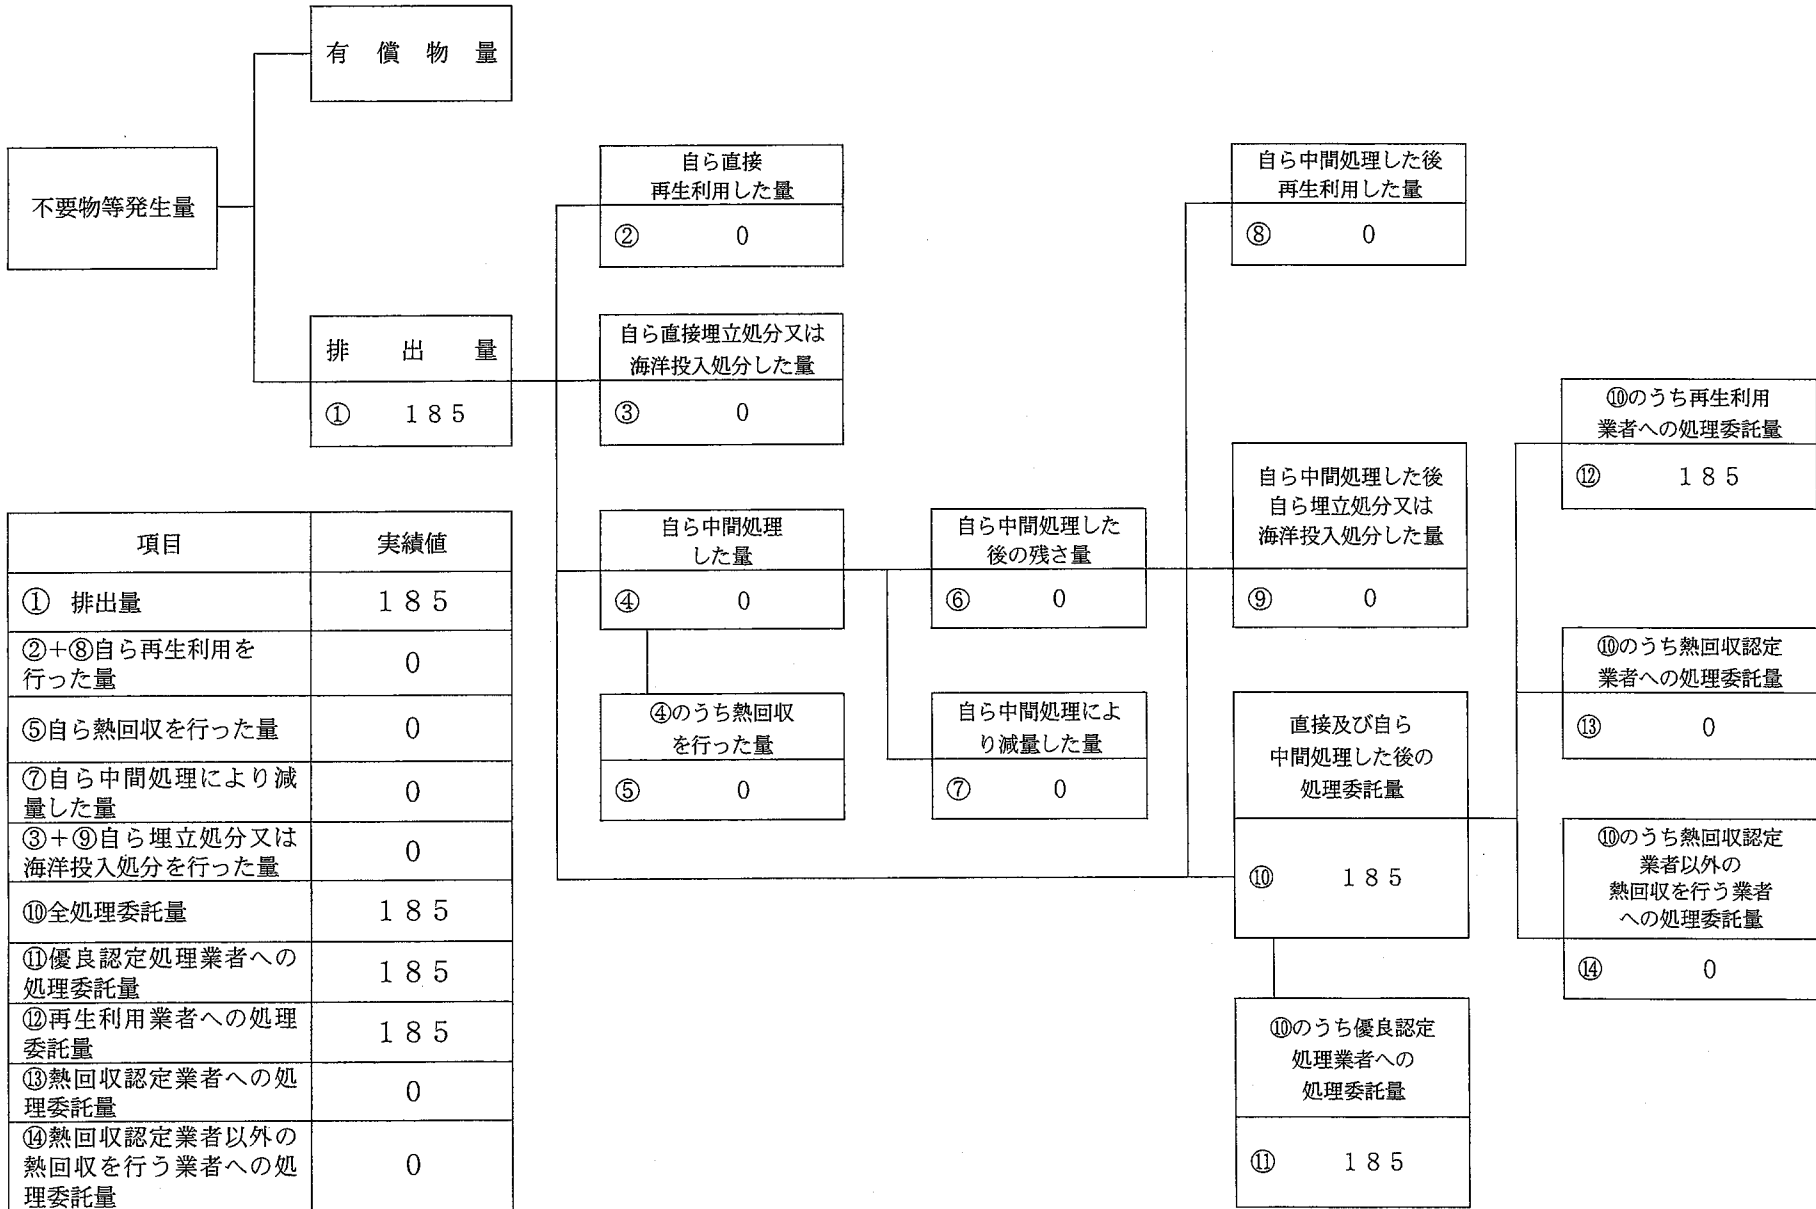 有償物量
不要物等発生量
排出量
① 185
自ら直接
再生利用した量
② 0
自ら直接埋立処分又は
海洋投入処分した量
③ 0
自ら中間処理
した量
④ 0
④のうち熱回収
を行った量
⑤ 0
自ら中間処理した
後の残さ量
⑥ 0
自ら中間処理によ
り減量した量
⑦ 0
自ら中間処理した後
再生利用した量
⑧ 0
自ら中間処理した後
自ら埋立処分又は
海洋投入処分した量
⑨ 0
直接及び自ら
中間処理した後の
処理委託量
⑩ 185
⑩のうち優良認定
処理業者への
処理委託量
⑪ 185
⑩のうち再生利用
業者への処理委託量
⑫ 185
⑩のうち熱回収認定
業者への処理委託量
⑬ 0
⑩のうち熱回収認定
業者以外の
熱回収を行う業者
への処理委託量
⑭ 0
項目 実績値
① 排出量 185
②+⑧自ら再生利用を
行った量 0
⑤自ら熱回収を行った量 0
⑦自ら中間処理により減
量した量 0
③+⑨自ら埋立処分又は
海洋投入処分を行った量 0
⑩全処理委託量 185
⑪優良認定処理業者への
処理委託量 185
⑫再生利用業者への処理
委託量 185
⑬熱回収認定業者への処
理委託量 0
⑭熱回収認定業者以外の
熱回収を行う業者への処
理委託量 0